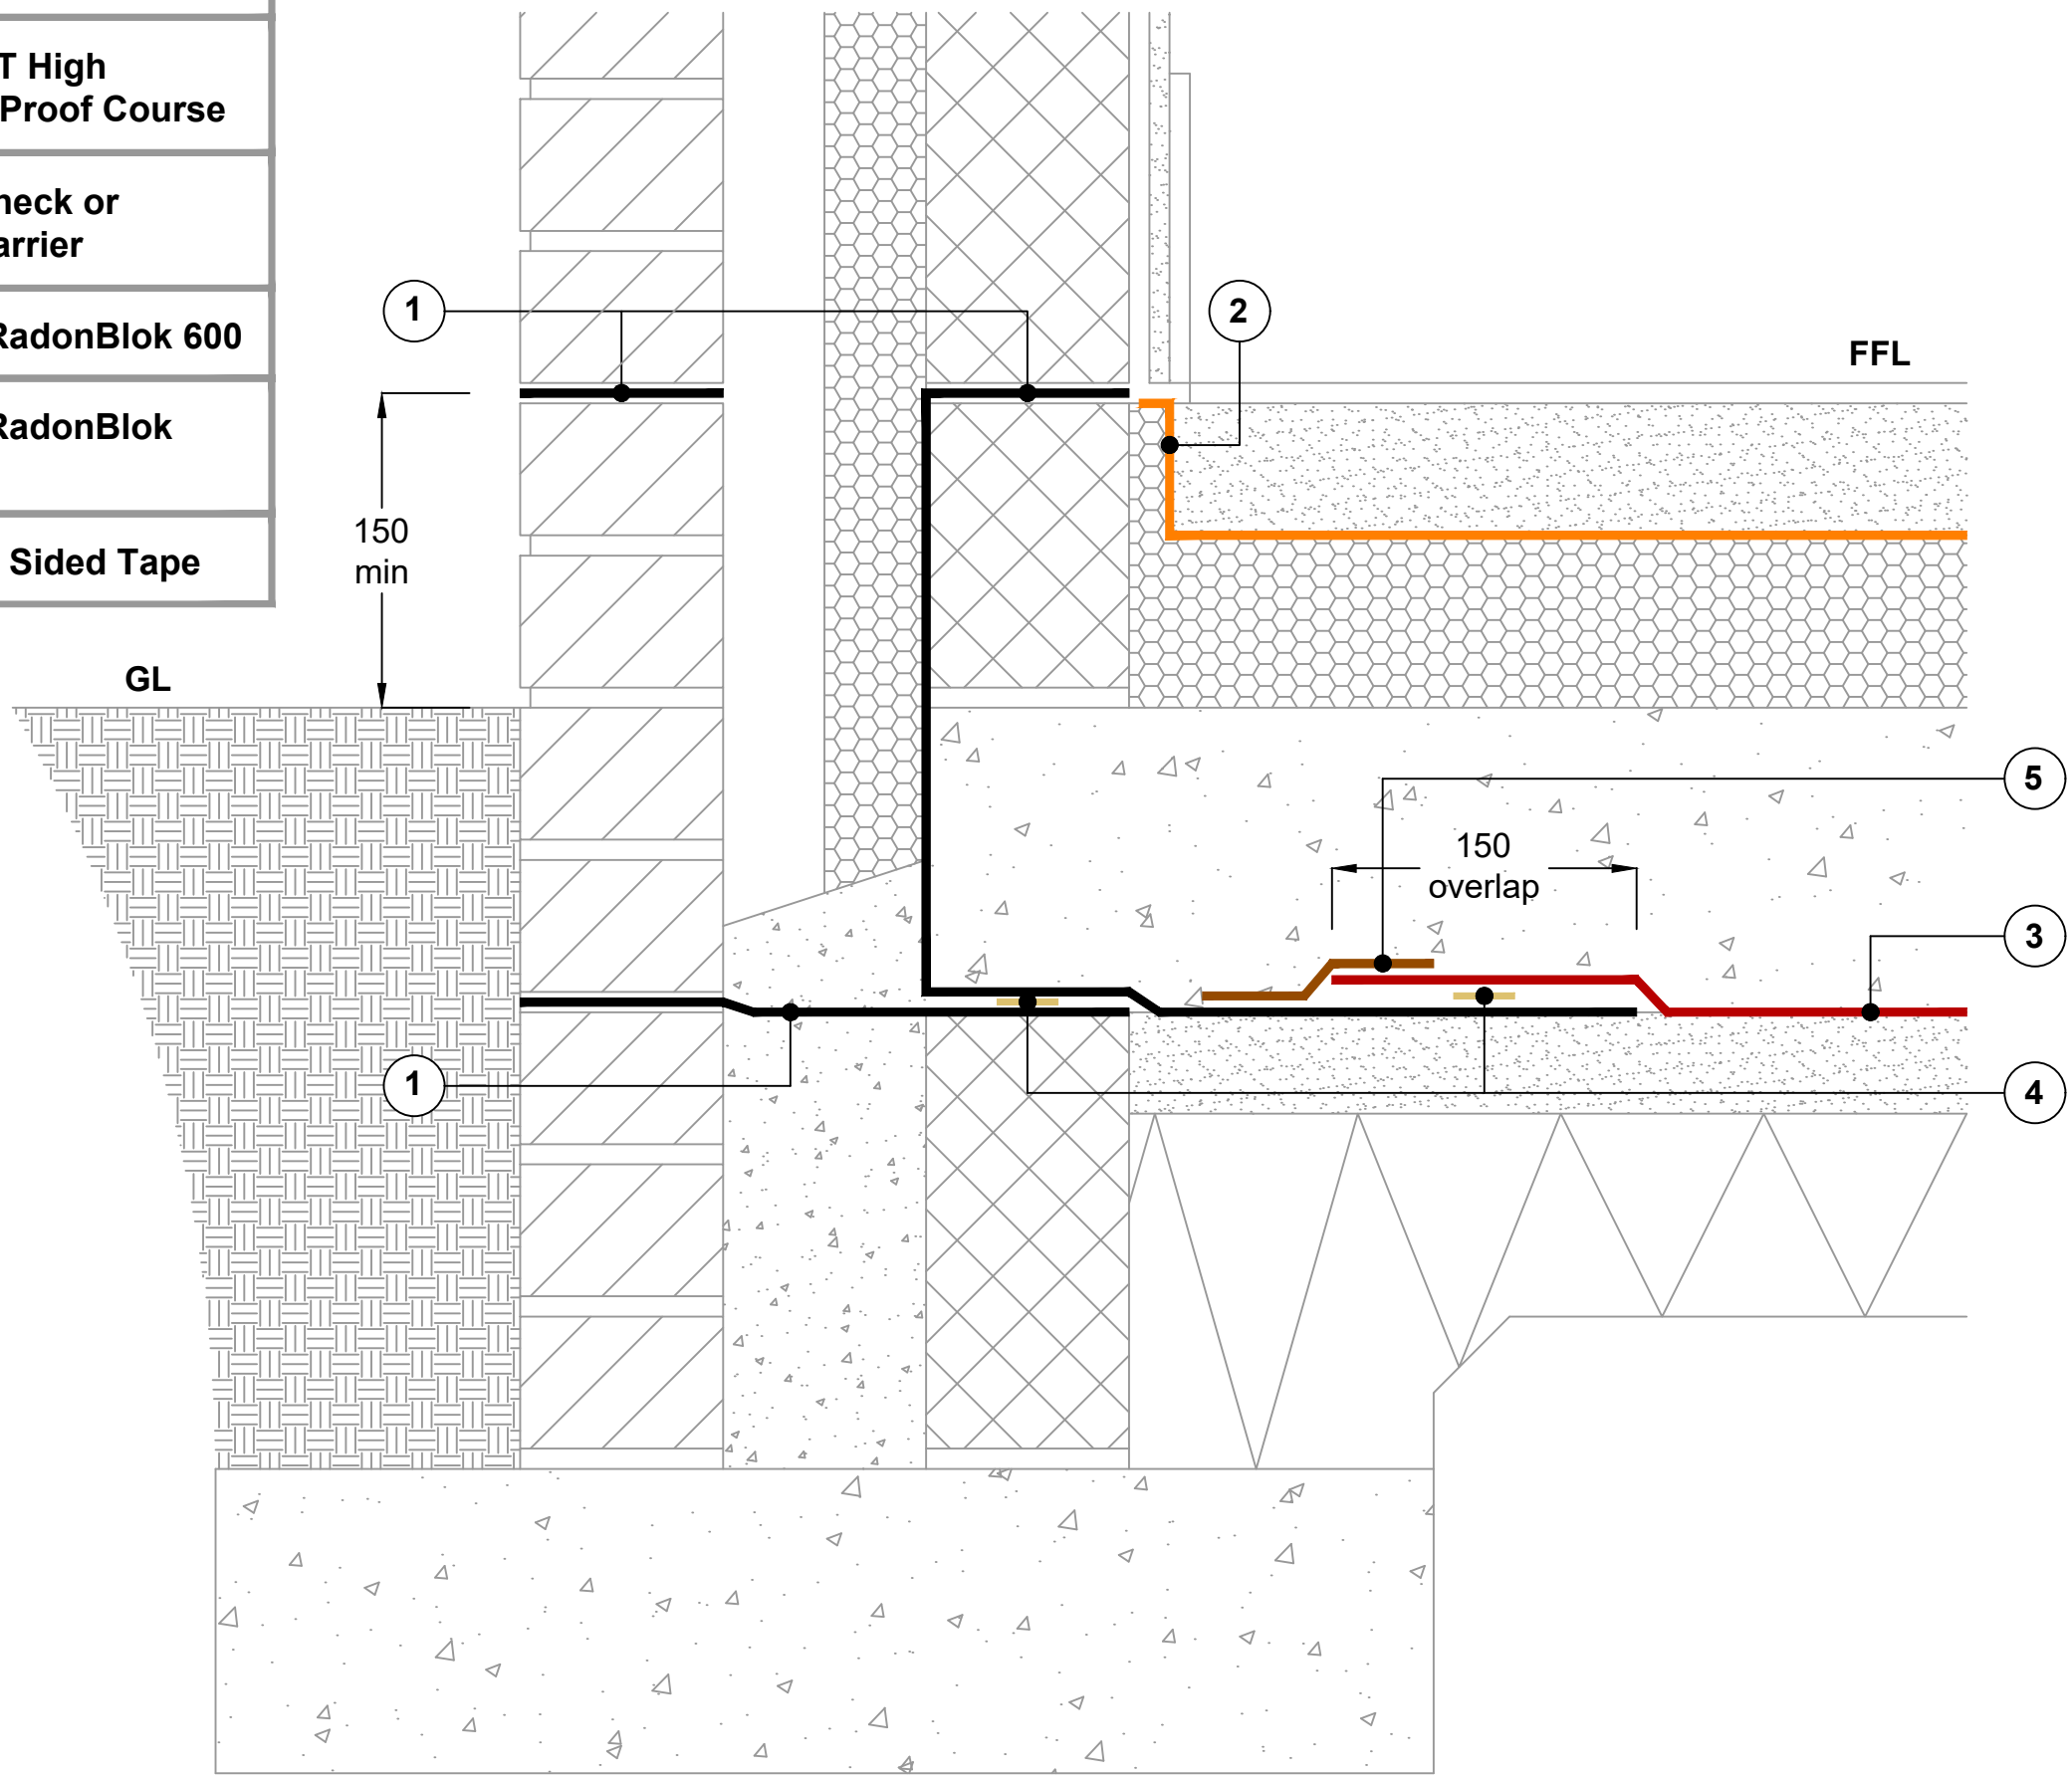 T High
Proof Course
neck or
arrier
RadonBlok 600
RadonBlok
Sided Tape
1
2
FFL
150
min
GL
5
150
overlap
3
1
4